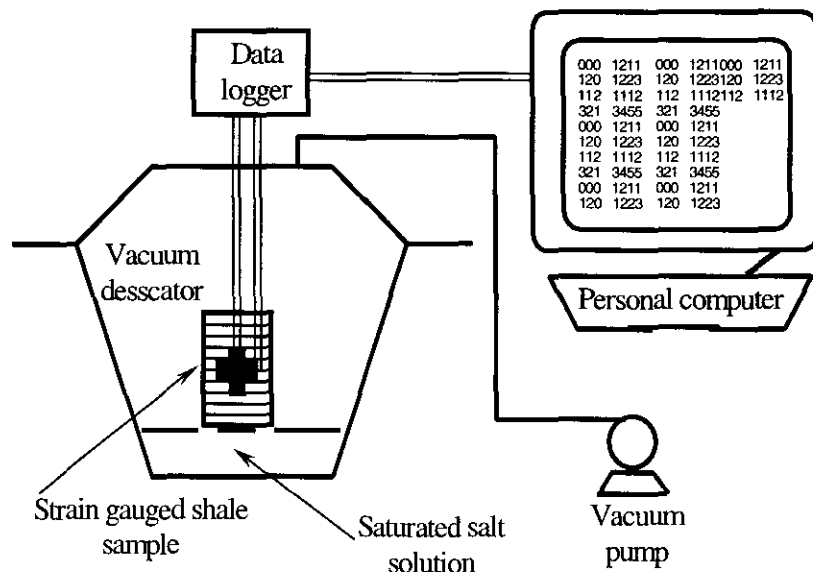 Data
logger
000 1211 000 1211000 1211
120 1223 120 1223120 1223
112 1112 112 1112112 1112
321 3455 321 3455
000 1211 000 1211
120 1223 120 1223
112 1112 112 1112
321 3455 321 3455
000 1211 000 1211
120 1223 120 1223
Vacuum
desscator
Personal computer
Strain gauged shale
sample
Saturated salt
solution
Vacuum
pump